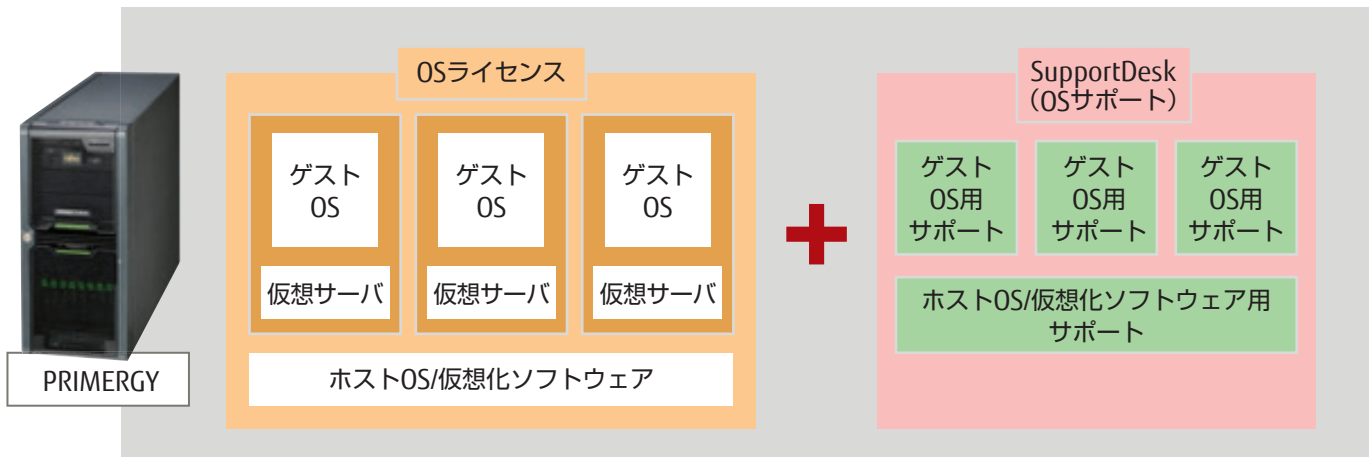 OSライセンス
ゲスト
OS
ゲスト
OS
ゲスト
OS
仮想サーバ
仮想サーバ
仮想サーバ
ホストOS/仮想化ソフトウェア
PRIMERGY
SupportDesk
（OSサポート）
ゲスト
OS用
サポート
ゲスト
OS用
サポート
ゲスト
OS用
サポート
ホストOS/仮想化ソフトウェア用
サポート